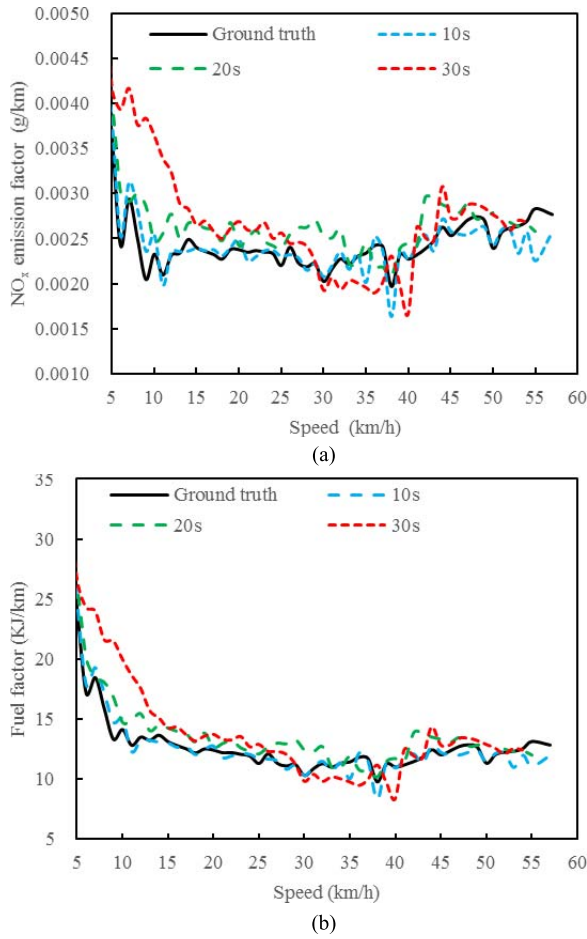 0.0050
0.0045
0.0040
0.0035
0.0030
0.0025
0.0020
0.0015
0.0010
NOx emission factor (g/km)
Ground truth
10s
20s
30s
5 10 15 20 25 30 35 40 45 50 55 60
Speed (km/h)
(a)
35
30
25
20
15
10
5
Fuel factor (KJ/km)
Ground truth
10s
20s
30s
5 10 15 20 25 30 35 40 45 50 55 60
Speed (km/h)
(b)